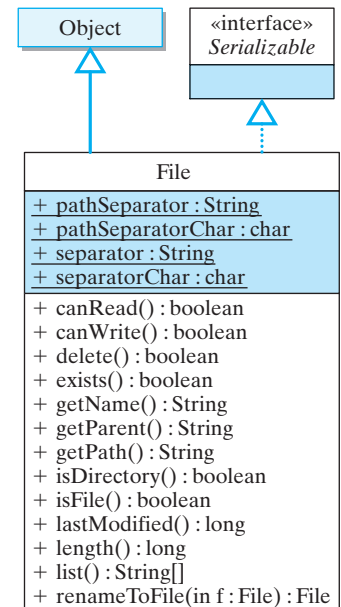 Object
«interface»
Serializable
File
+ pathSeparator : String
+ pathSeparatorChar : char
+ separator : String
+ separatorChar : char
+ canRead() : boolean
+ canWrite() : boolean
+ delete() : boolean
+ exists() : boolean
+ getName() : String
+ getParent() : String
+ getPath() : String
+ isDirectory() : boolean
+ isFile() : boolean
+ lastModified() : long
+ length() : long
+ list() : String[]
+ renameToFile(in f : File) : File